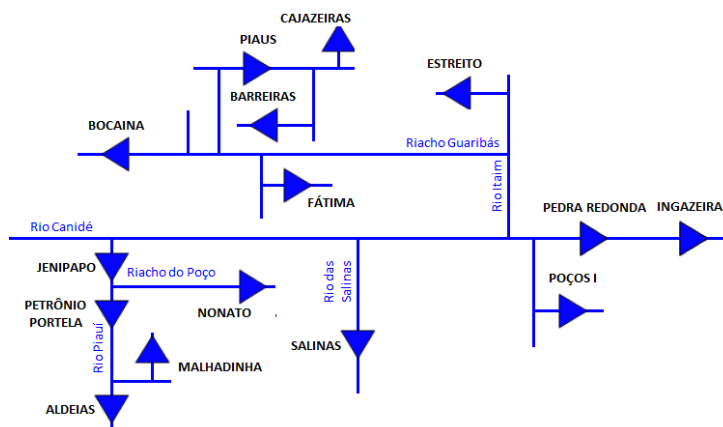 CAJAZEIRAS
PIAUS
ESTREITO
BARREIRAS
BOCAINA
Riacho Guaribás
Rio Itaim
FÁTIMA
PEDRA REDONDA
INGAZEIRAS
Rio Canidé
JENIPAPO
Riacho do Poço
Rio das
Salinas
POÇOS I
PETRÔNIO
PORTELA
NONATO
SALINAS
Rio Piauí
MALHADINHA
ALDEIAS